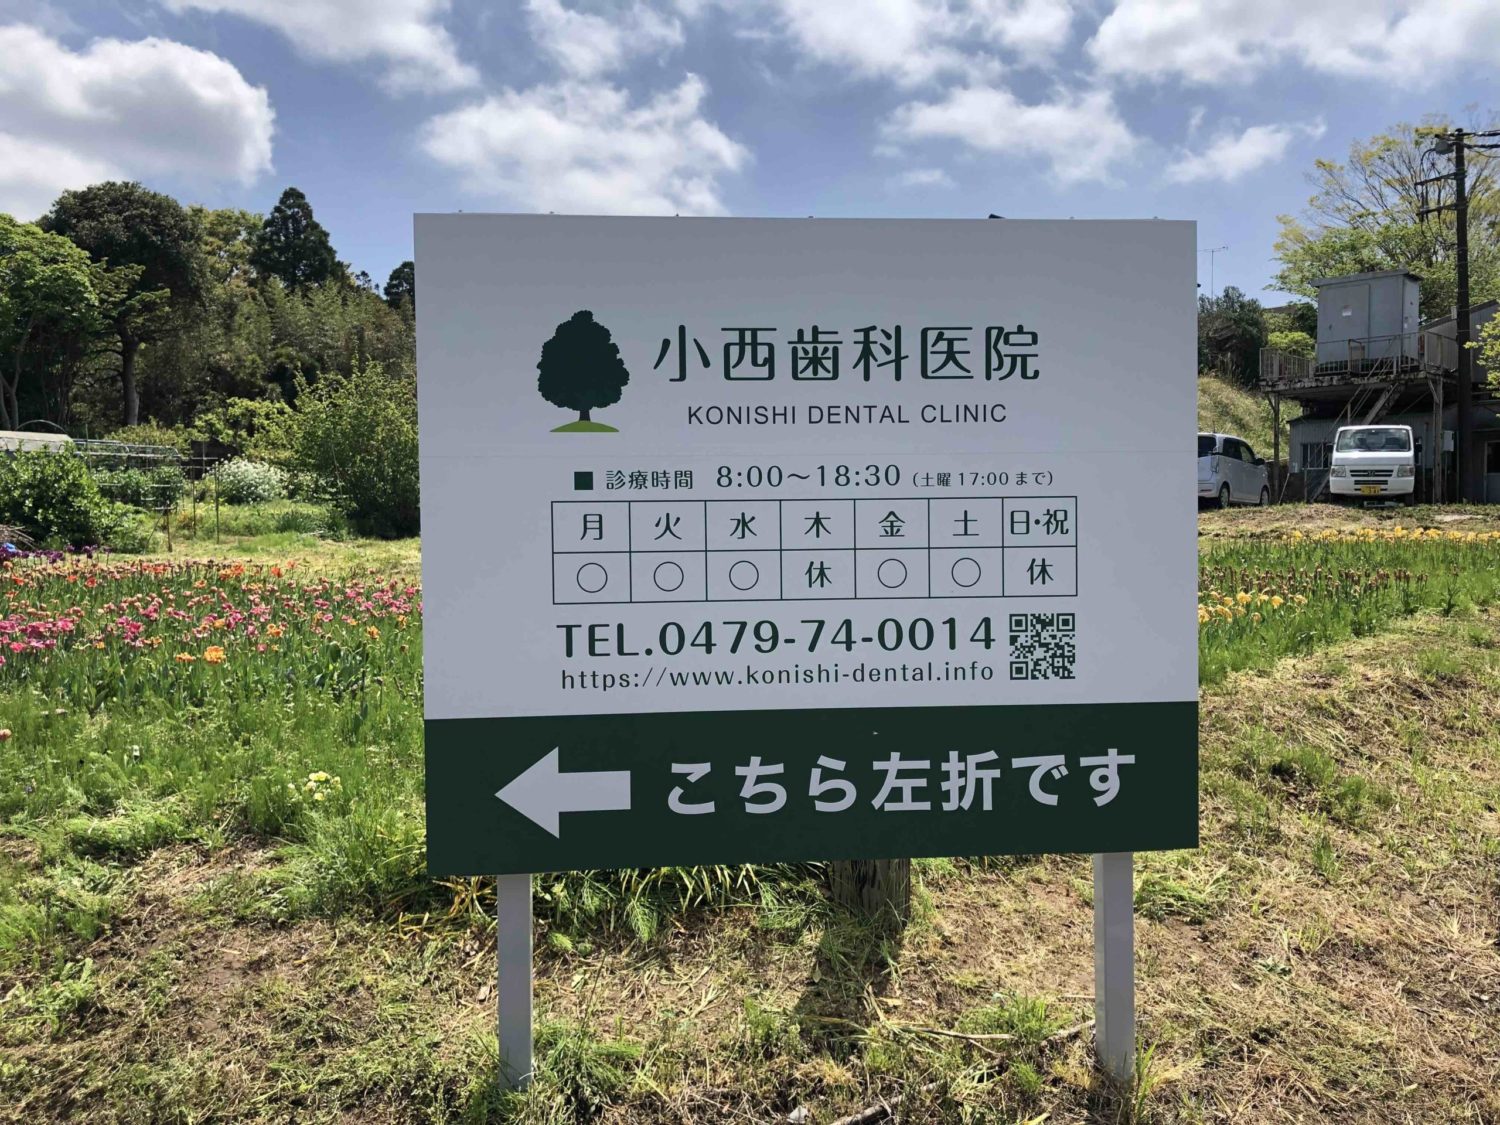 小西歯科医院
KONISHI DENTAL CLINIC
■ 診療時間 8:00〜18:30 (土曜 17:00 まで)
月 火 水 木 金 土 日・祝
○ ○ ○ 休 ○ ○ 休
TEL.0479-74-0014
https://www.konishi-dental.info
こちら左折です